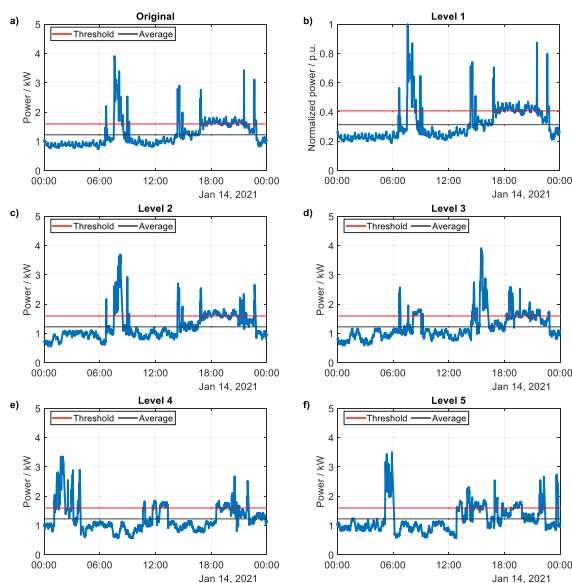 a) Original
Power / kW
5
4
3
2
1
0
Threshold Average
00:00 06:00 12:00 18:00 00:00
Jan 14, 2021
b) Level 1
Normalized power / p.u.
1
0.8
0.6
0.4
0.2
0
Threshold Average
00:00 06:00 12:00 18:00 00:00
Jan 14, 2021
c) Level 2
Power / kW
5
4
3
2
1
0
Threshold Average
00:00 06:00 12:00 18:00 00:00
Jan 14, 2021
d) Level 3
Power / kW
5
4
3
2
1
0
Threshold Average
00:00 06:00 12:00 18:00 00:00
Jan 14, 2021
e) Level 4
Power / kW
5
4
3
2
1
0
Threshold Average
00:00 06:00 12:00 18:00 00:00
Jan 14, 2021
f) Level 5
Power / kW
5
4
3
2
1
0
Threshold Average
00:00 06:00 12:00 18:00 00:00
Jan 14, 2021